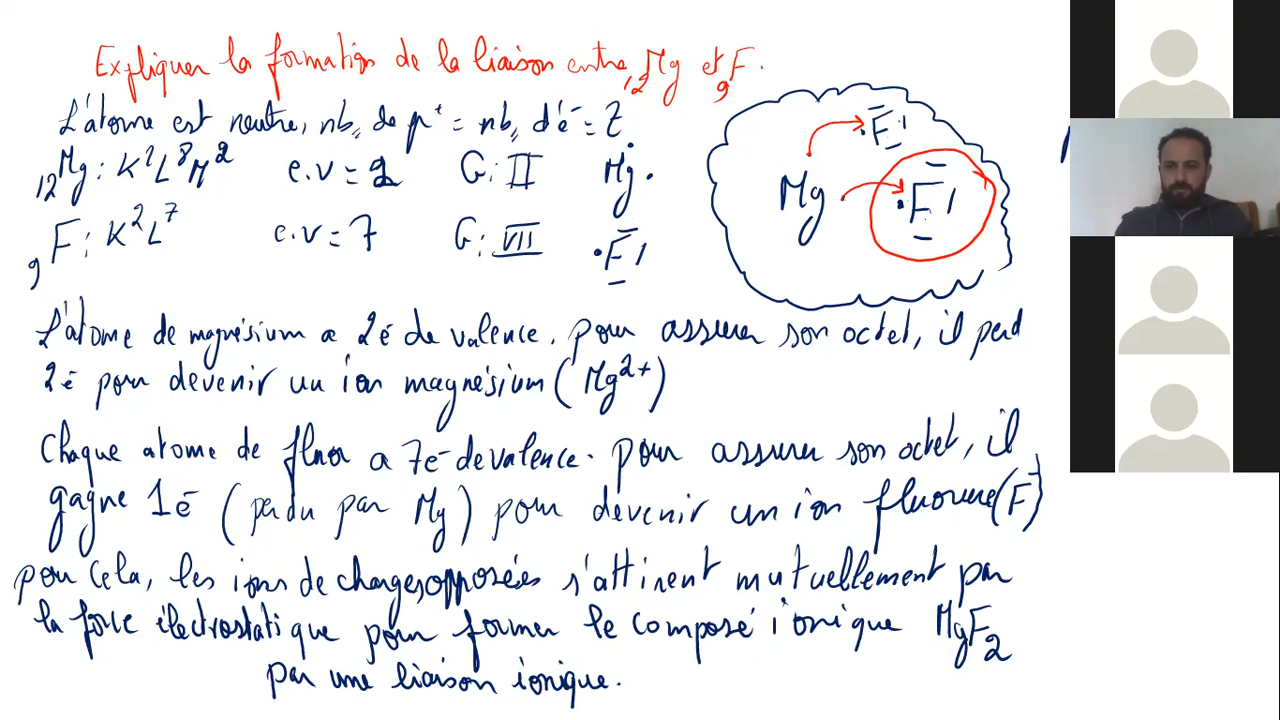 Expliquer la formation de la liaison entre ₁₂Mg et ₉F.
L'atome est neutre, nb de p⁺ = nb d'é = Z
₁₂Mg : K²L⁸M² e.v = 2 G : II Mg
₉F : K²L⁷ e.v = 7 G : VII F
Mg F F
L'atome de magnésium a 2é de valence. pour assurer son octet, il perd
2é pour devenir un ion magnésium (Mg²⁺)
Chaque atome de fluor a 7é de valence. pour assurer son octet, il
gagne 1é (perdu par Mg) pour devenir un ion fluorure (F⁻)
pour cela, les ions de charges opposées s'attirent mutuellement par
la force électrostatique pour former le composé ionique MgF₂
par une liaison ionique.